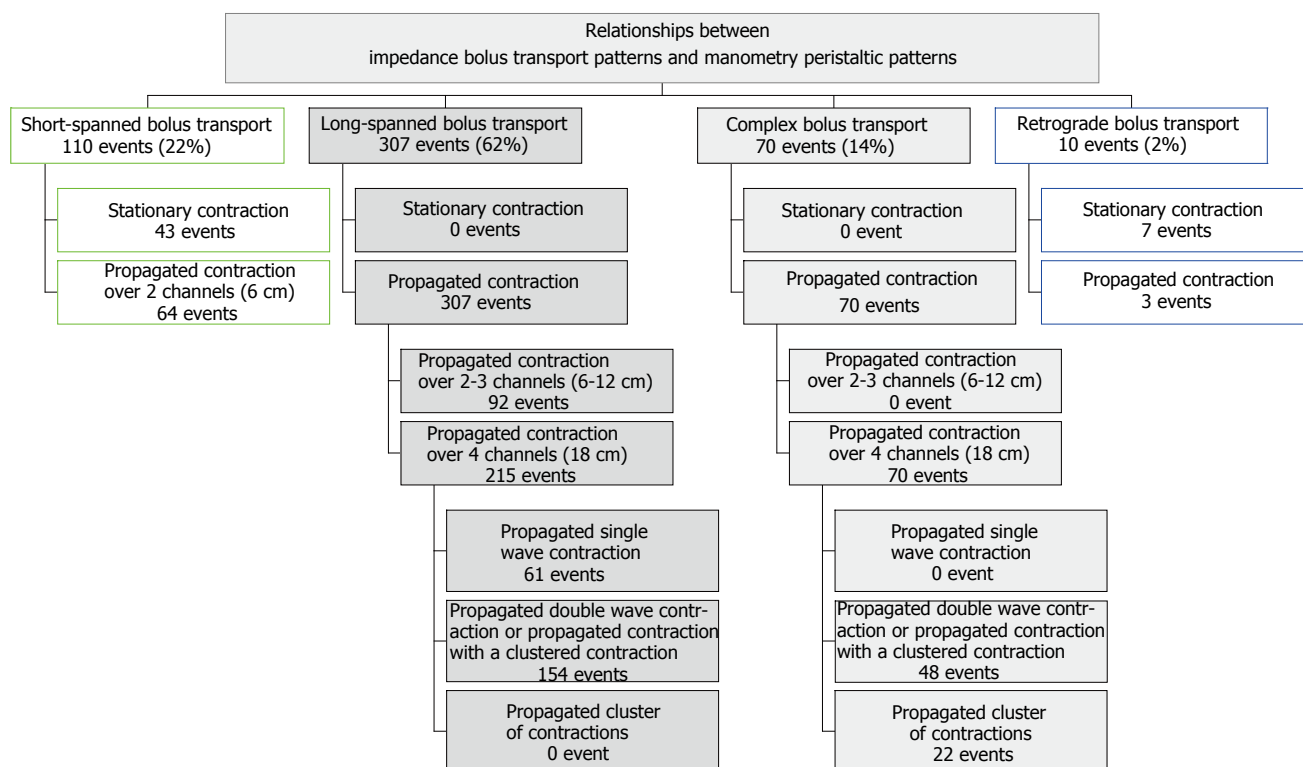 Relationships between
impedance bolus transport patterns and manometry peristaltic patterns
Short-spanned bolus transport
110 events (22%)
Stationary contraction
43 events
Propagated contraction
over 2 channels (6 cm)
64 events
Long-spanned bolus transport
307 events (62%)
Stationary contraction
0 events
Propagated contraction
307 events
Propagated contraction
over 2-3 channels (6-12 cm)
92 events
Propagated contraction
over 4 channels (18 cm)
215 events
Propagated single
wave contraction
61 events
Propagated double wave contr-
action or propagated contraction
with a clustered contraction
154 events
Propagated cluster
of contractions
0 event
Complex bolus transport
70 events (14%)
Stationary contraction
0 event
Propagated contraction
70 events
Propagated contraction
over 2-3 channels (6-12 cm)
0 event
Propagated contraction
over 4 channels (18 cm)
70 events
Propagated single
wave contraction
0 event
Propagated double wave contr-
action or propagated contraction
with a clustered contraction
48 events
Propagated cluster
of contractions
22 events
Retrograde bolus transport
10 events (2%)
Stationary contraction
7 events
Propagated contraction
3 events